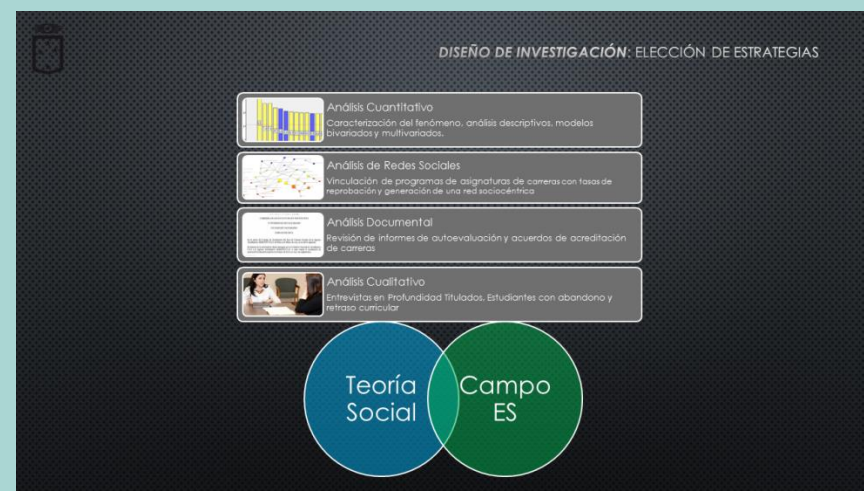 DISEÑO DE INVESTIGACIÓN: ELECCIÓN DE ESTRATEGIAS
Análisis Cuantitativo
Caracterización del fenómeno, análisis descriptivos, modelos
bivariados y multivariados.
Análisis de Redes Sociales
Vinculación de programas de asignaturas de carreras con tasas de
reprobación y generación de una red sociocéntrica
Análisis Documental
Revisión de informes de autoevaluación y acuerdos de acreditación
de carreras
Análisis Cualitativo
Entrevistas en Profundidad Titulados, Estudiantes con abandono y
retraso curricular
Teoría
Social
Campo
ES